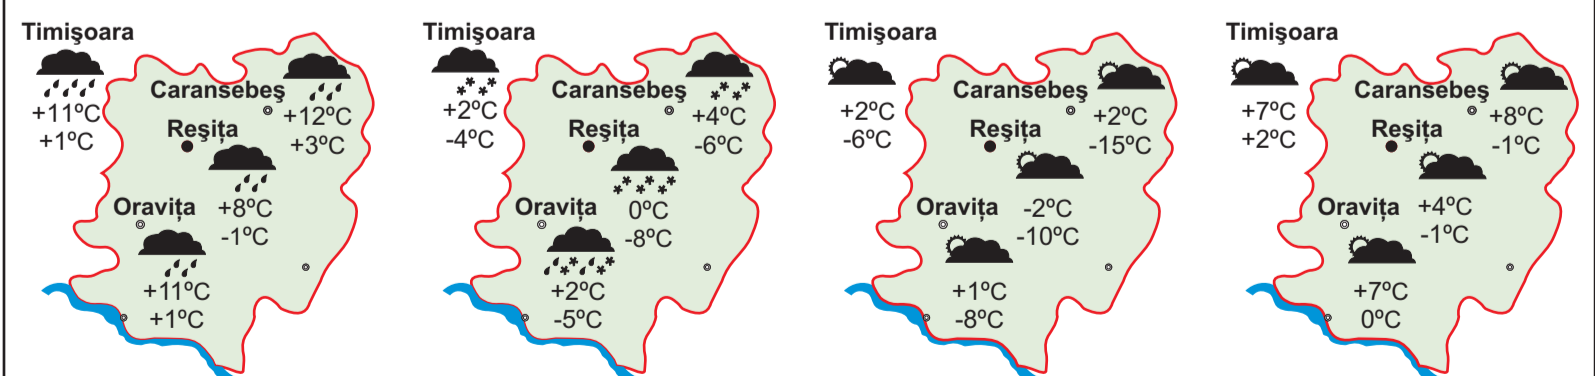 Timişoara
+11ºC
+1ºC
Caransebeş
+12ºC
+3ºC
Reşiţa
+8ºC
-1ºC
Oraviţa
+11ºC
+1ºC
Timişoara
+2ºC
-4ºC
Caransebeş
+4ºC
-6ºC
Reşiţa
0ºC
-8ºC
Oraviţa
+2ºC
-5ºC
Timişoara
+2ºC
-6ºC
Caransebeş
+2ºC
-15ºC
Reşiţa
-2ºC
-10ºC
Oraviţa
+1ºC
-8ºC
Timişoara
+7ºC
+2ºC
Caransebeş
+8ºC
-1ºC
Reşiţa
+4ºC
-1ºC
Oraviţa
+7ºC
0ºC